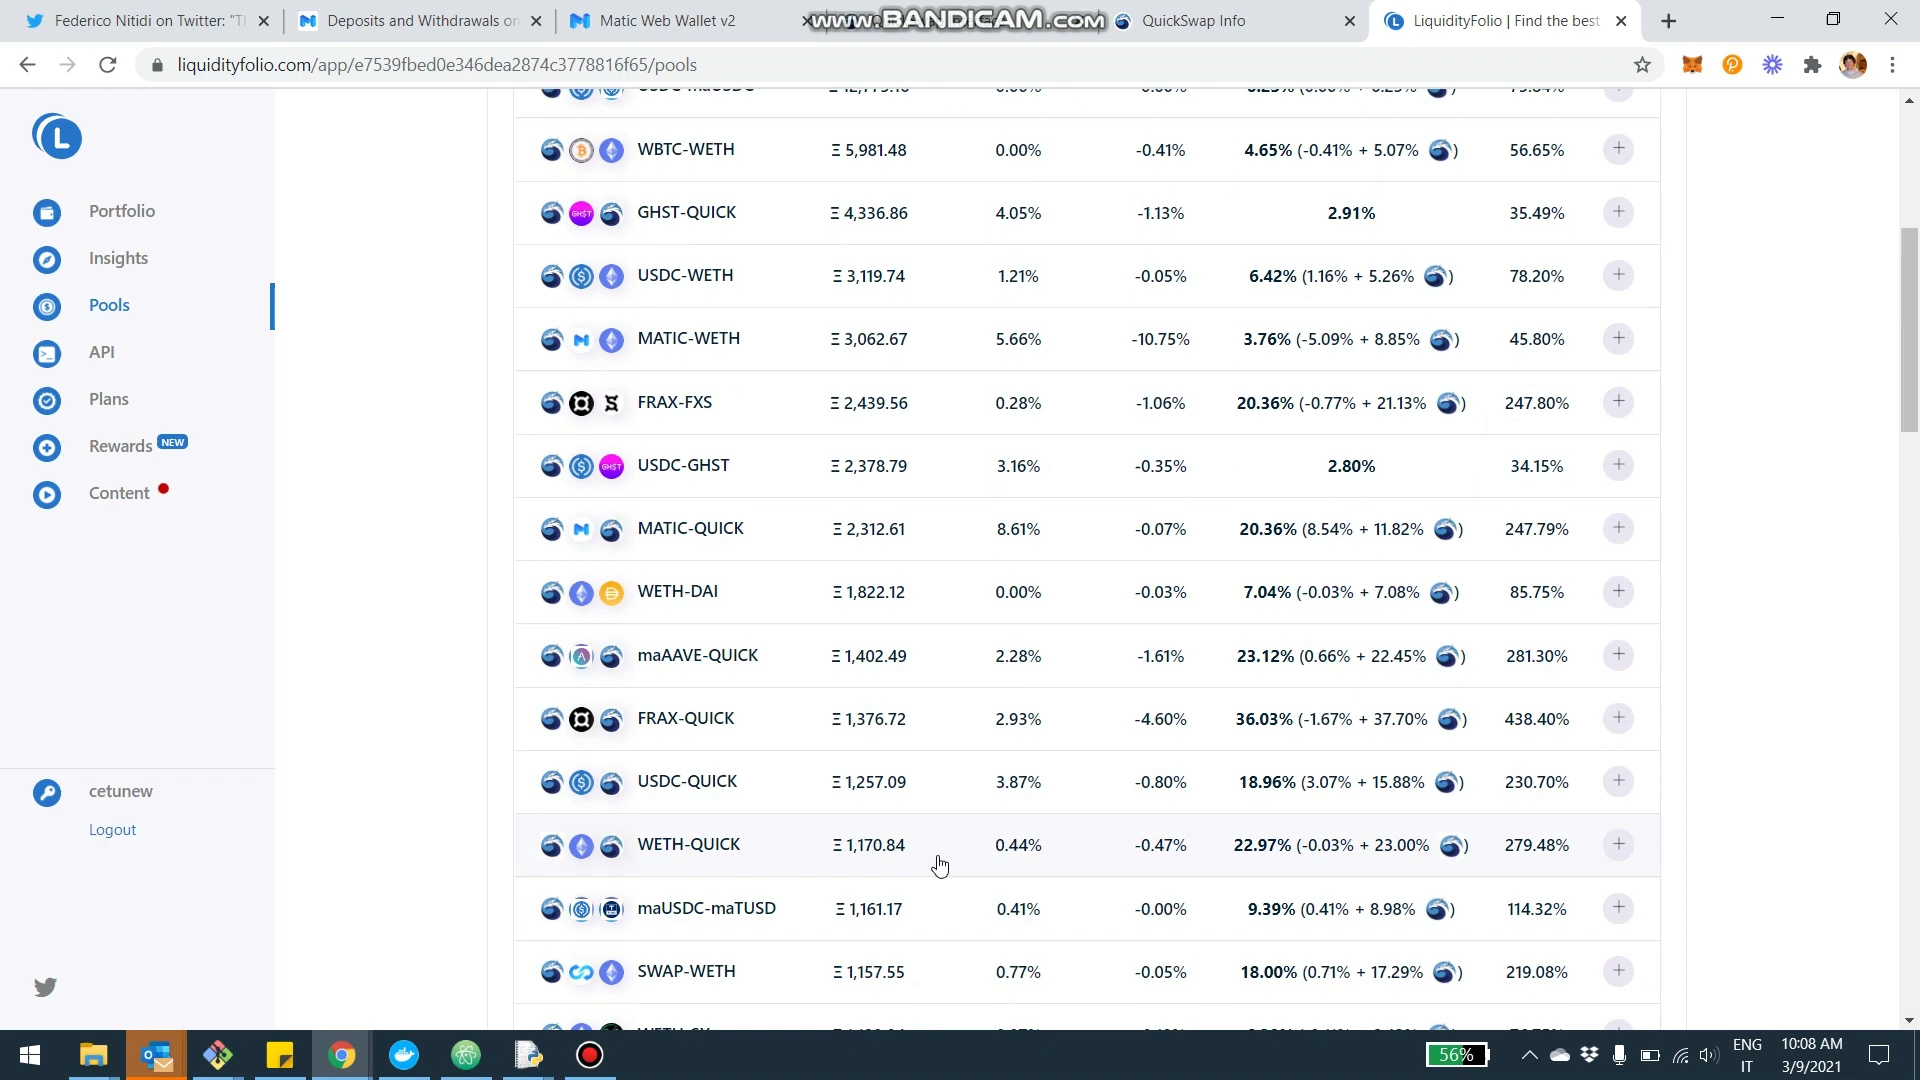 Federico Nitidi on Twitter: "Tl
Deposits and Withdrawals on
Matic Web Wallet v2
www.BANDICAM.com
QuickSwap Info
LiquidityFolio | Find the best
liquidityfolio.com/app/e7539fbed0e346dea2874c3778816f65/pools
L
Portfolio
Insights
Pools
API
Plans
Rewards NEW
Content
cetunew
Logout
WBTC-WETH Ξ 5,981.48 0.00% -0.41% 4.65% (-0.41% + 5.07% ) 56.65% +
GHST-QUICK Ξ 4,336.86 4.05% -1.13% 2.91% 35.49% +
USDC-WETH Ξ 3,119.74 1.21% -0.05% 6.42% (1.16% + 5.26% ) 78.20% +
MATIC-WETH Ξ 3,062.67 5.66% -10.75% 3.76% (-5.09% + 8.85% ) 45.80% +
FRAX-FXS Ξ 2,439.56 0.28% -1.06% 20.36% (-0.77% + 21.13% ) 247.80% +
USDC-GHST Ξ 2,378.79 3.16% -0.35% 2.80% 34.15% +
MATIC-QUICK Ξ 2,312.61 8.61% -0.07% 20.36% (8.54% + 11.82% ) 247.79% +
WETH-DAI Ξ 1,822.12 0.00% -0.03% 7.04% (-0.03% + 7.08% ) 85.75% +
maAAVE-QUICK Ξ 1,402.49 2.28% -1.61% 23.12% (0.66% + 22.45% ) 281.30% +
FRAX-QUICK Ξ 1,376.72 2.93% -4.60% 36.03% (-1.67% + 37.70% ) 438.40% +
USDC-QUICK Ξ 1,257.09 3.87% -0.80% 18.96% (3.07% + 15.88% ) 230.70% +
WETH-QUICK Ξ 1,170.84 0.44% -0.47% 22.97% (-0.03% + 23.00% ) 279.48% +
maUSDC-maTUSD Ξ 1,161.17 0.41% -0.00% 9.39% (0.41% + 8.98% ) 114.32% +
SWAP-WETH Ξ 1,157.55 0.77% -0.05% 18.00% (0.71% + 17.29% ) 219.08% +
56%
ENG
IT
10:08 AM
3/9/2021